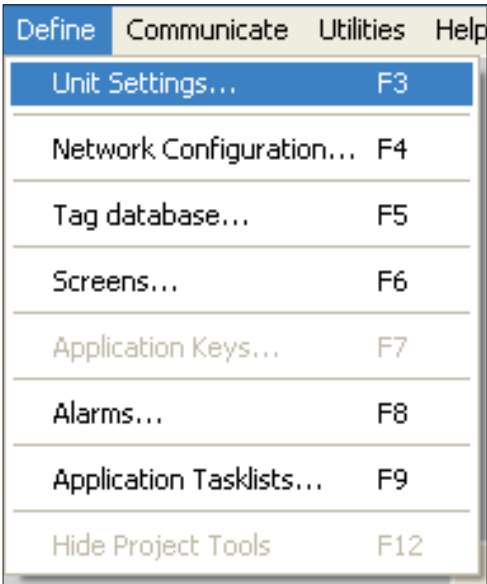 Define Communicate Utilities Help
Unit Settings... F3
Network Configuration... F4
Tag database... F5
Screens... F6
Application Keys... F7
Alarms... F8
Application Tasklists... F9
Hide Project Tools F12